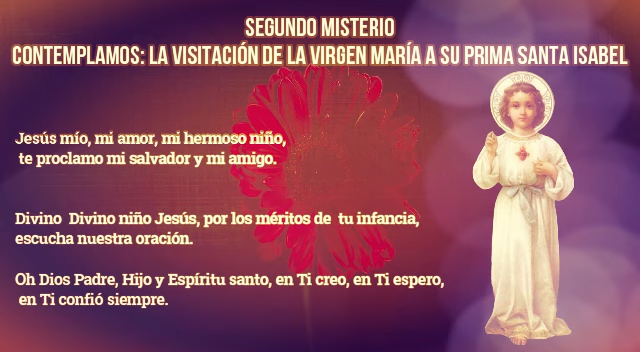 SEGUNDO MISTERIO
CONTEMPLAMOS: LA VISITACIÓN DE LA VIRGEN MARÍA A SU PRIMA SANTA ISABEL
Jesús mío, mi amor, mi hermoso niño,
te proclamo mi salvador y mi amigo.
Divino Divino niño Jesús, por los méritos de tu infancia,
escucha nuestra oración.
Oh Dios Padre, Hijo y Espíritu santo, en Ti creo, en Ti espero,
en Ti confió siempre.